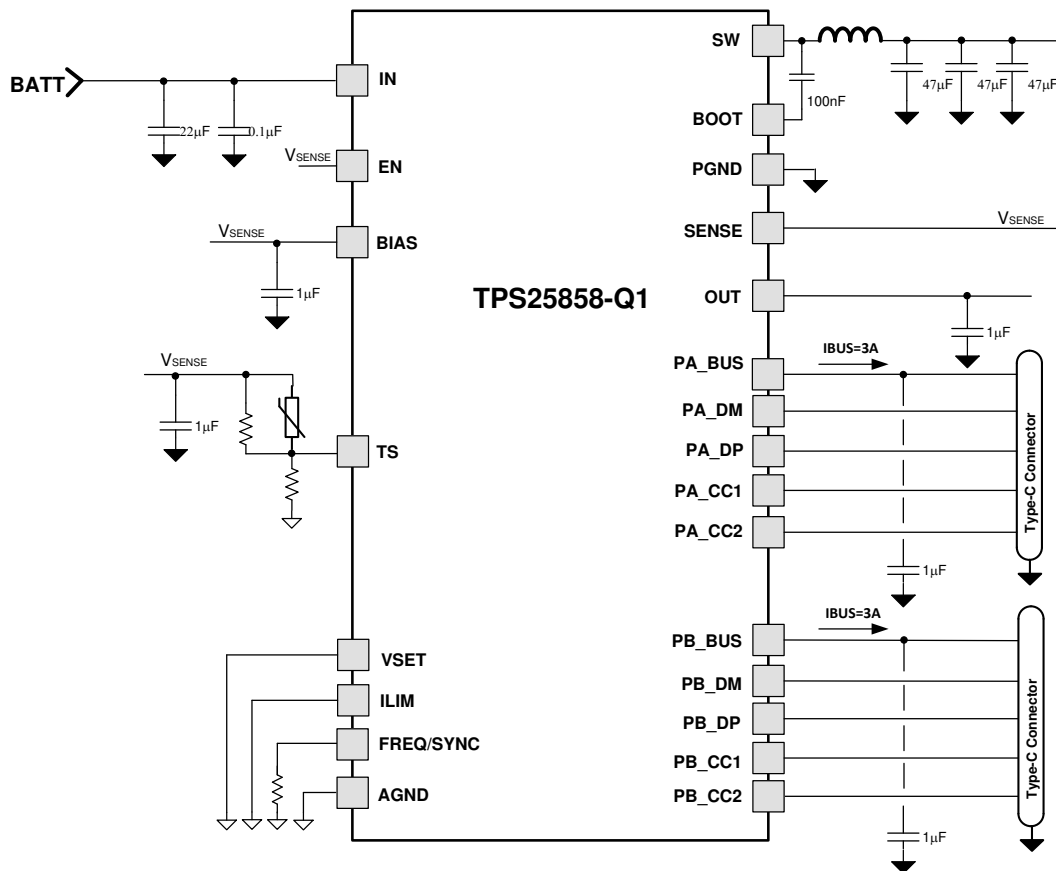 BATT
22µF
0.1µF
IN
VSENSE
EN
VSENSE
BIAS
1µF
VSENSE
1µF
TS
VSET
ILIM
FREQ/SYNC
AGND
TPS25858-Q1
SW
100nF
47µF
47µF
47µF
BOOT
PGND
SENSE
VSENSE
OUT
1µF
PA_BUS
IBUS=3A
PA_DM
PA_DP
PA_CC1
PA_CC2
1µF
Type-C Connector
PB_BUS
IBUS=3A
PB_DM
PB_DP
PB_CC1
PB_CC2
1µF
Type-C Connector